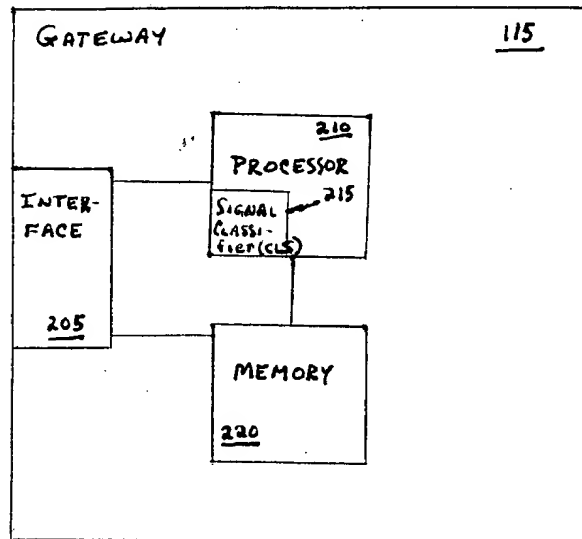 GATEWAY 115
210
PROCESSOR
215
SIGNAL
CLASSI-
fier (CLS)
INTER-
FACE
205
MEMORY
220